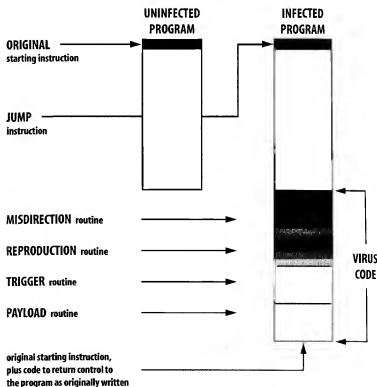 UNINFECTED
PROGRAM
INFECTED
PROGRAM
ORIGINAL
starting instruction
JUMP
instruction
MISDIRECTION routine
REPRODUCTION routine
TRIGGER routine
PAYLOAD routine
VIRUS
CODE
original starting instruction,
plus code to return control to
the program as originally written